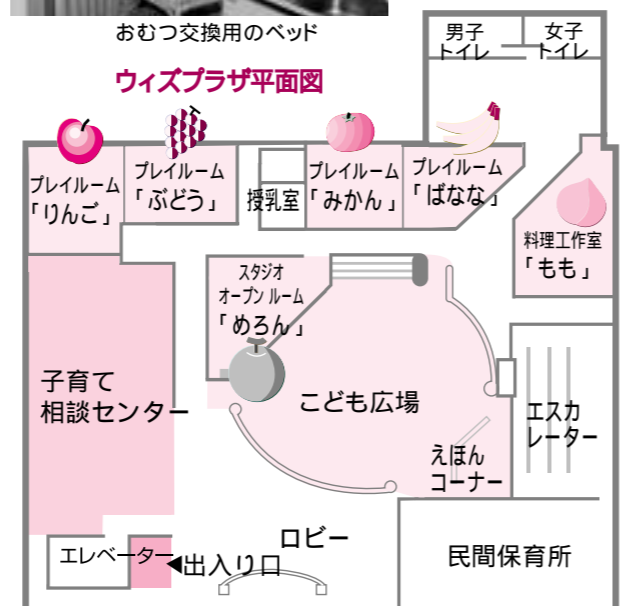 おむつ交換用のベッド
ウィズプラザ平面図
男子
トイレ
女子
トイレ
プレイルーム
「りんご」
プレイルーム
「ぶどう」
授乳室
プレイルーム
「みかん」
プレイルーム
「ばなな」
料理工作室
「もも」
スタジオ
オープンルーム
「めろん」
子育て
相談センター
こども広場
えほん
コーナー
エスカ
レーター
エレベーター
◀出入り口
ロビー
民間保育所